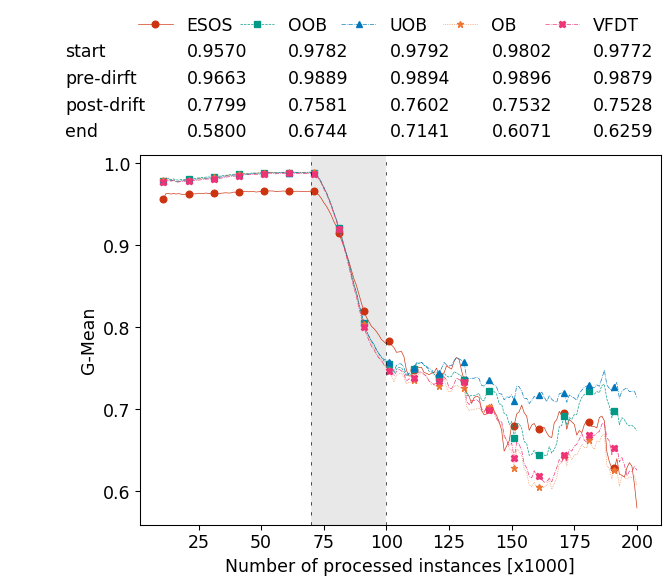 ESOS OOB UOB OB VFDT
start 0.9570 0.9782 0.9792 0.9802 0.9772
pre-dirft 0.9663 0.9889 0.9894 0.9896 0.9879
post-drift 0.7799 0.7581 0.7602 0.7532 0.7528
end 0.5800 0.6744 0.7141 0.6071 0.6259
1.0
0.9
0.8
0.7
0.6
G-Mean
25 50 75 100 125 150 175 200
Number of processed instances [x1000]